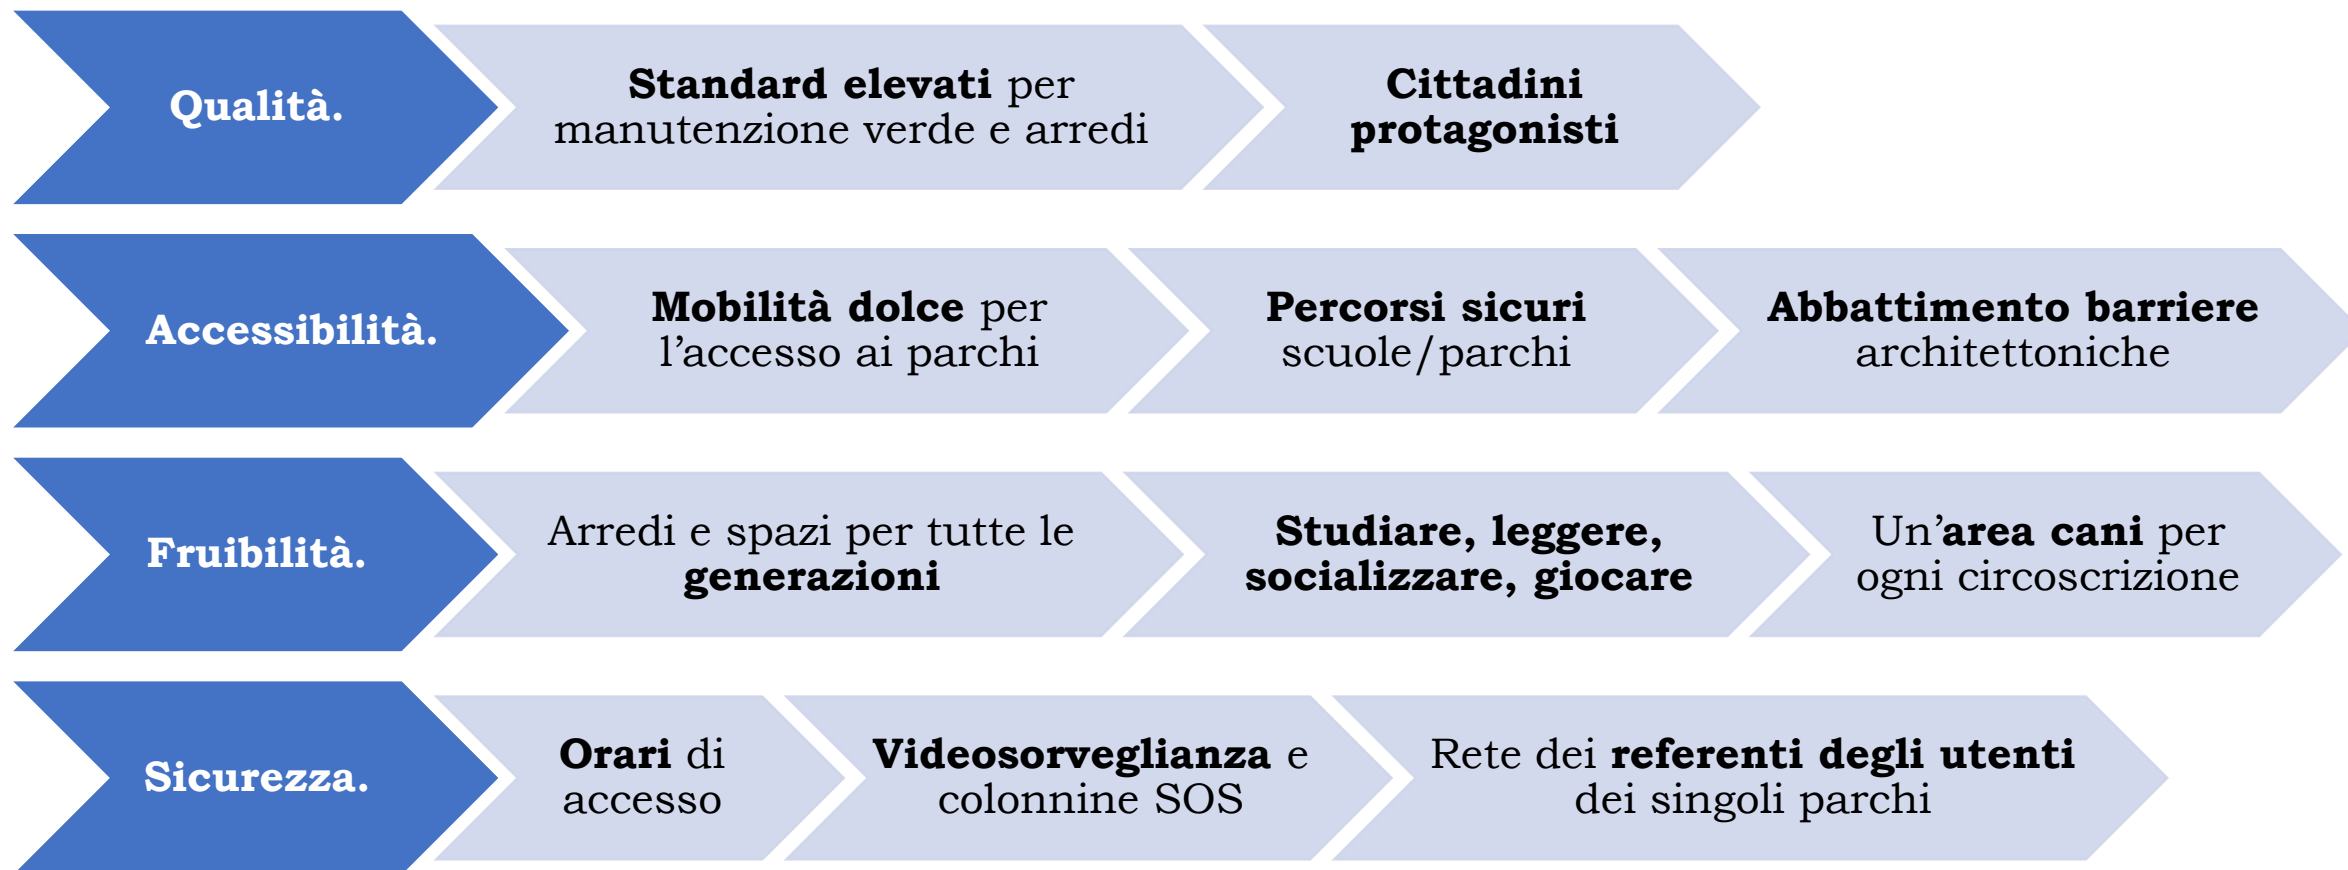 Qualità.
Standard elevati per
manutenzione verde e arredi
Cittadini
protagonisti
Accessibilità.
Mobilità dolce per
l’accesso ai parchi
Percorsi sicuri
scuole/parchi
Abbattimento barriere
architettoniche
Fruibilità.
Arredi e spazi per tutte le
generazioni
Studiare, leggere,
socializzare, giocare
Un’area cani per
ogni circoscrizione
Sicurezza.
Orari di
accesso
Videosorveglianza e
colonnine SOS
Rete dei referenti degli utenti
dei singoli parchi